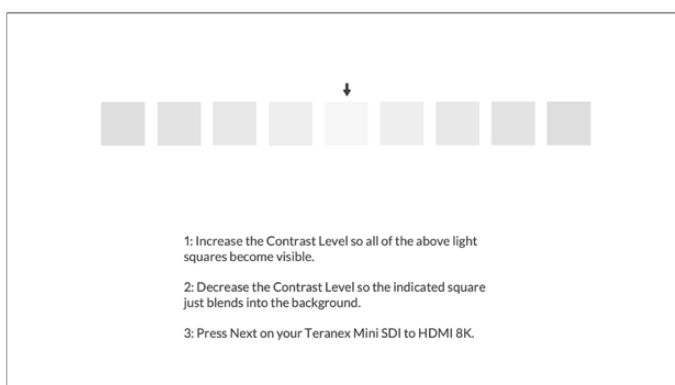 1: Increase the Contrast Level so all of the above light
squares become visible.
2: Decrease the Contrast Level so the indicated square
just blends into the background.
3: Press Next on your Teranex Mini SDI to HDMI 8K.